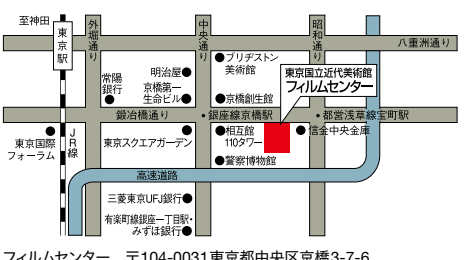 至神田
東京駅
外堀通り
中央通り
昭和通り
八重洲通り
ブリヂストン
美術館
明治屋
常陽
銀行
京橋第一
生命ビル
京橋創生館
東京国立近代美術館
フィルムセンター
鍛冶橋通り
銀座線京橋駅
都営浅草線宝町駅
東京国際
フォーラム
JR線
東京スクエアガーデン
相互館
110タワー
信金中央金庫
警察博物館
高速道路
三菱東京UFJ銀行
有楽町線銀座一丁目駅・
みずほ銀行
フィルムセンター 〒104-0031東京都中央区京橋3-7-6